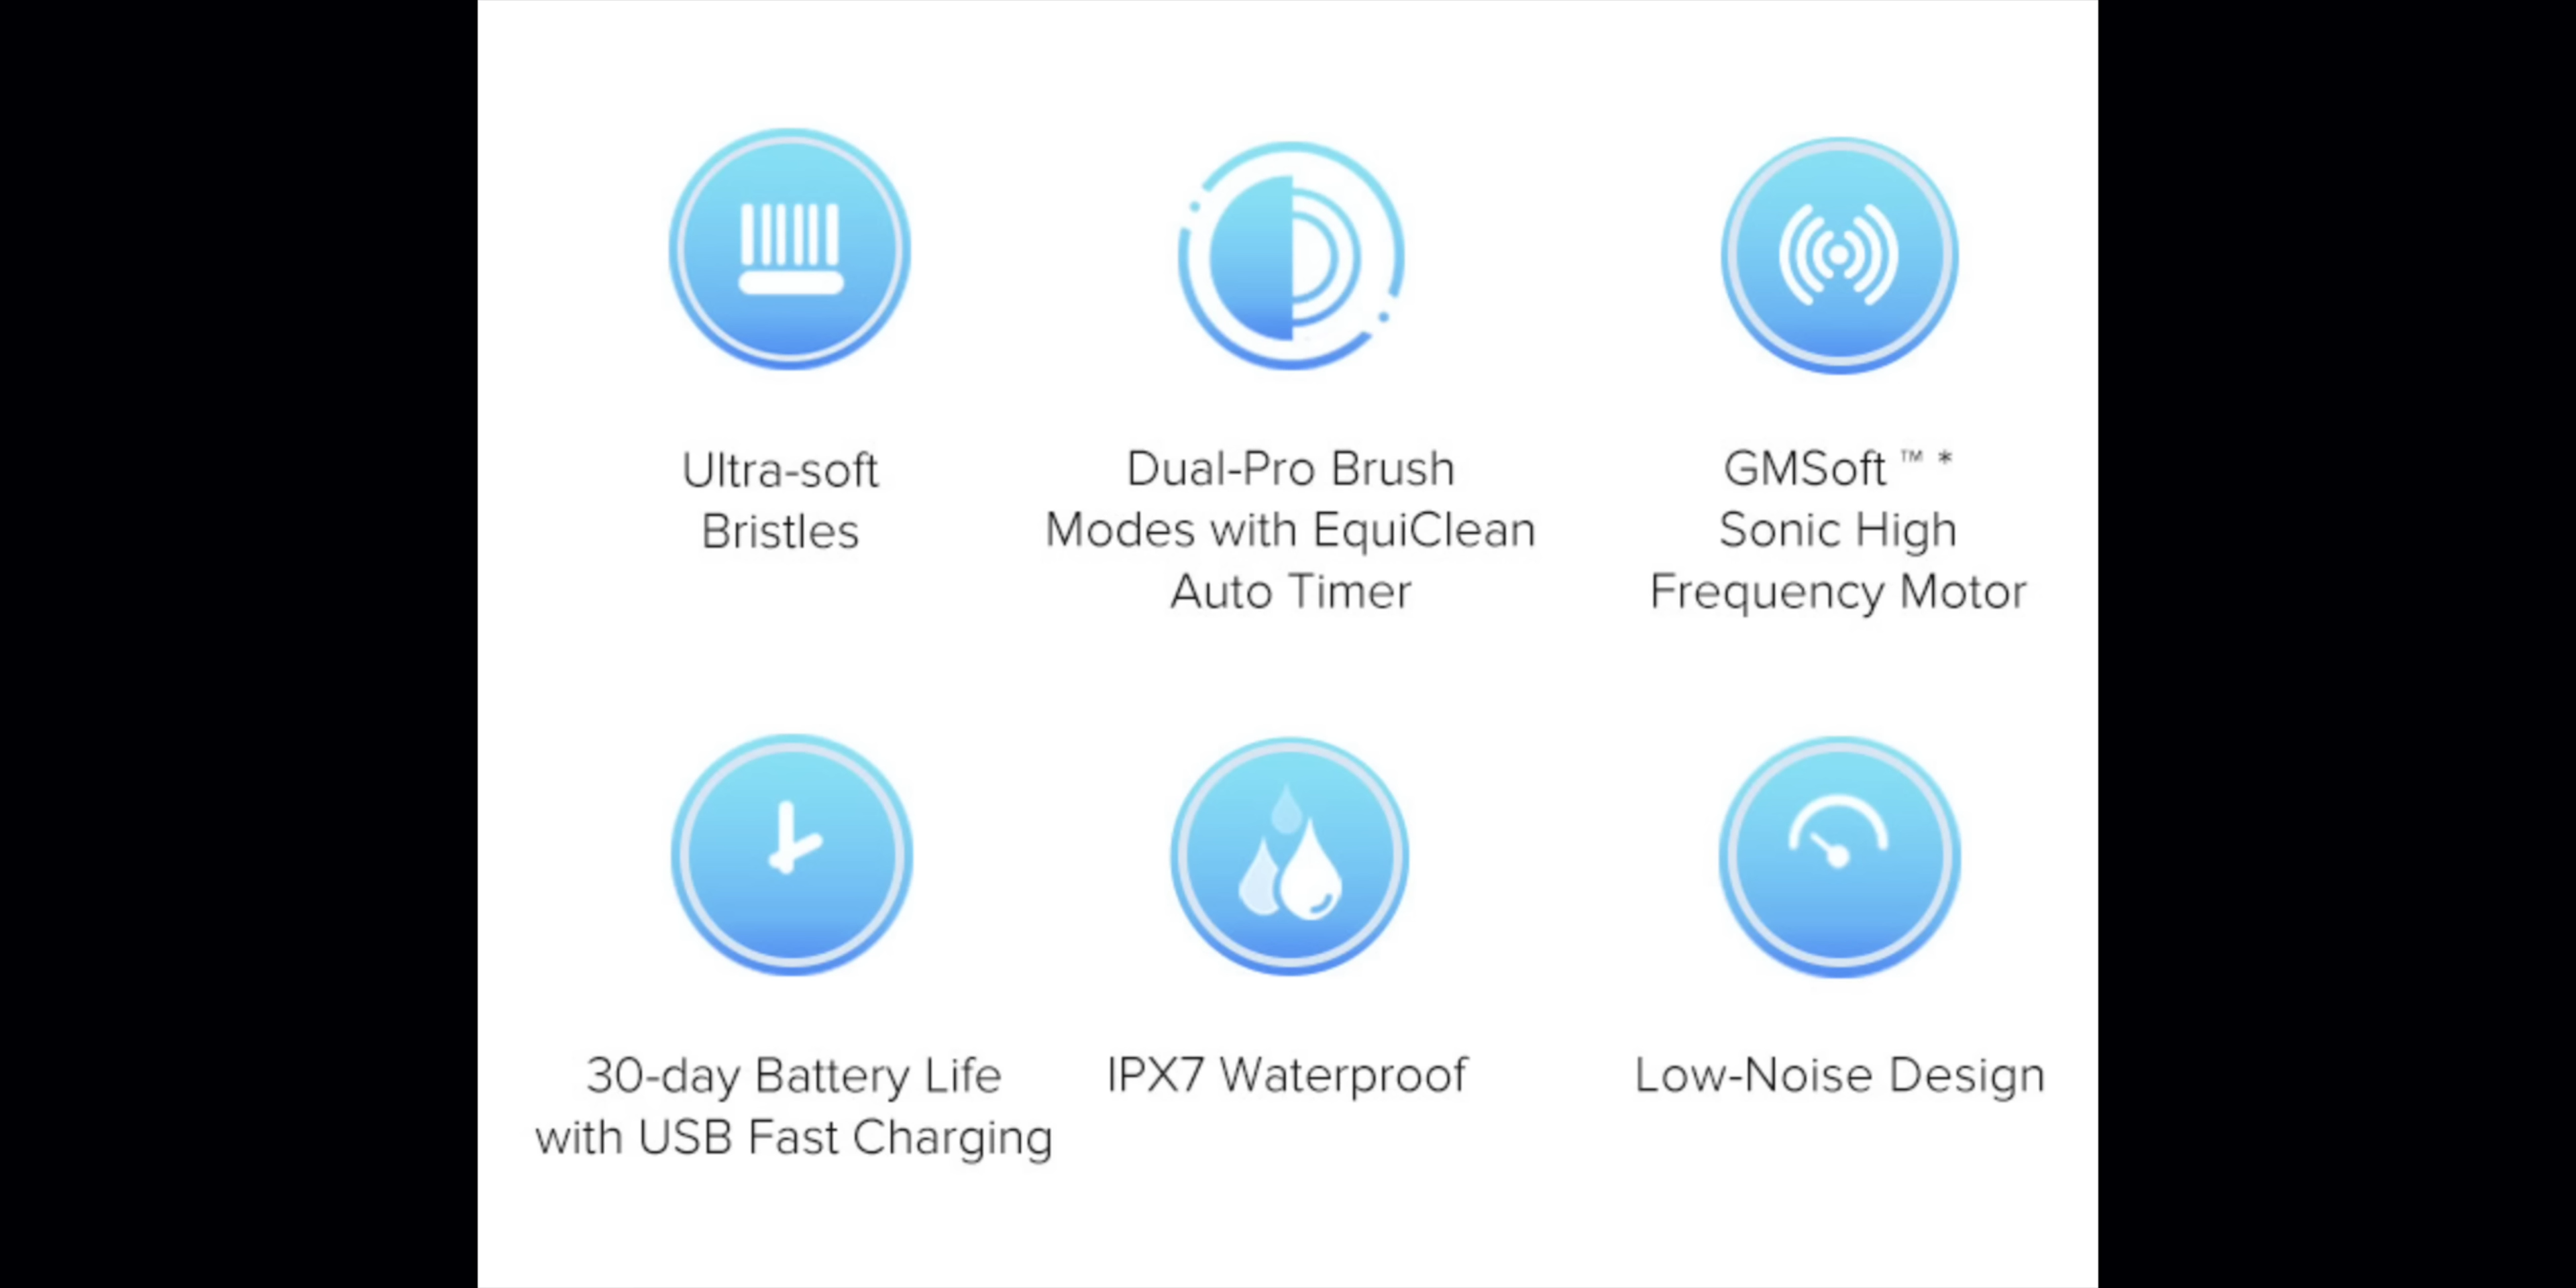 Ultra-soft
Bristles
Dual-Pro Brush
Modes with EquiClean
Auto Timer
GMSoft ™ *
Sonic High
Frequency Motor
30-day Battery Life
with USB Fast Charging
IPX7 Waterproof
Low-Noise Design